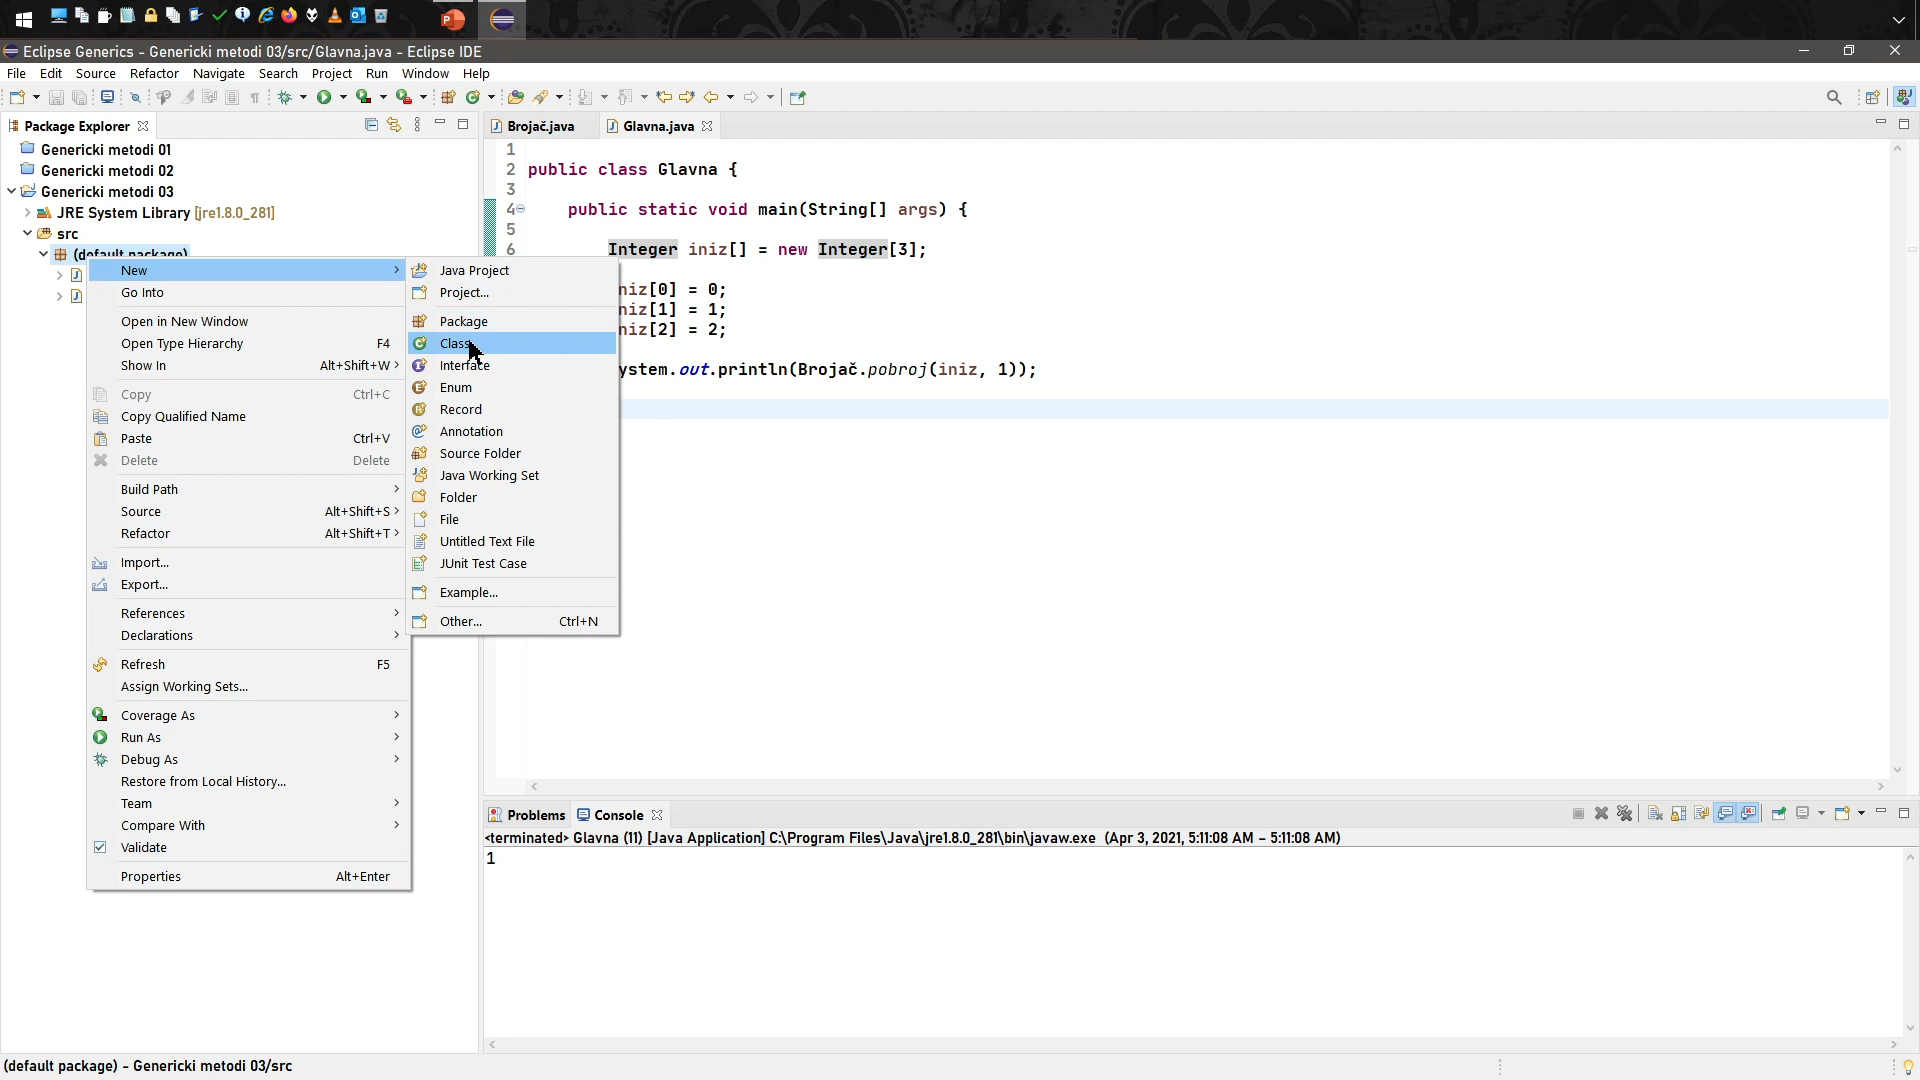 Eclipse Generics - Genericki metodi 03/src/Glavna.java - Eclipse IDE
File Edit Source Refactor Navigate Search Project Run Window Help
Package Explorer
Genericki metodi 01
Genericki metodi 02
Genericki metodi 03
JRE System Library [jre1.8.0_281]
src
(default package)
New
Go Into
Open in New Window
Open Type Hierarchy F4
Show In Alt+Shift+W
Copy Ctrl+C
Copy Qualified Name
Paste Ctrl+V
Delete Delete
Build Path
Source Alt+Shift+S
Refactor Alt+Shift+T
Import...
Export...
References
Declarations
Refresh F5
Assign Working Sets...
Coverage As
Run As
Debug As
Restore from Local History...
Team
Compare With
Validate
Properties Alt+Enter
Java Project
Project...
Package
Class
Interface
Enum
Record
Annotation
Source Folder
Java Working Set
Folder
File
Untitled Text File
JUnit Test Case
Example...
Other... Ctrl+N
Brojač.java Glavna.java
1
2 public class Glavna {
3
4 public static void main(String[] args) {
5
6 Integer iniz[] = new Integer[3];
niz[0] = 0;
niz[1] = 1;
niz[2] = 2;
ystem.out.println(Brojač.pobroj(iniz, 1));
Problems Console
<terminated> Glavna (11) [Java Application] C:\Program Files\Java\jre1.8.0_281\bin\javaw.exe (Apr 3, 2021, 5:11:08 AM – 5:11:08 AM)
1
(default package) - Genericki metodi 03/src